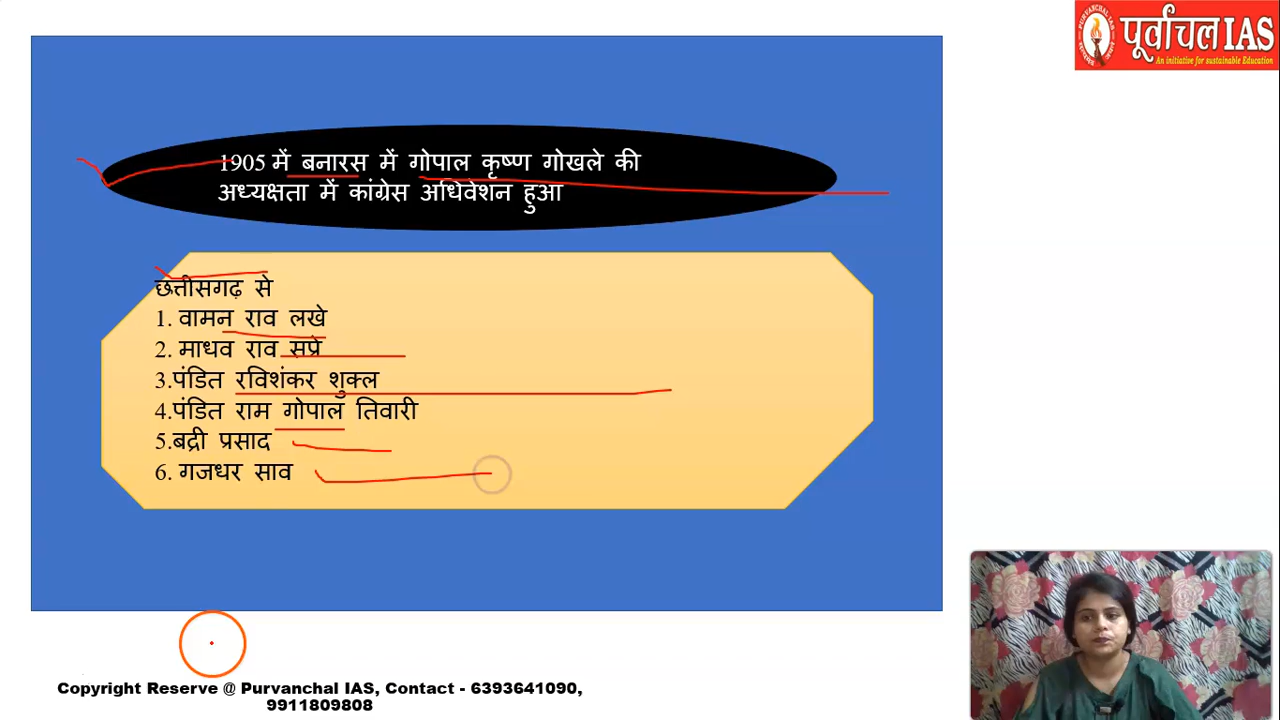 पूर्वांचल IAS
An initiative for sustainable Education
1905 में बनारस में गोपाल कृष्ण गोखले की
अध्यक्षता में कांग्रेस अधिवेशन हुआ
छत्तीसगढ़ से
1. वामन राव लखे
2. माधव राव सप्रे
3.पंडित रविशंकर शुक्ल
4.पंडित राम गोपाल तिवारी
5.बद्री प्रसाद
6. गजधर साव
Copyright Reserve @ Purvanchal IAS, Contact - 6393641090,
9911809808